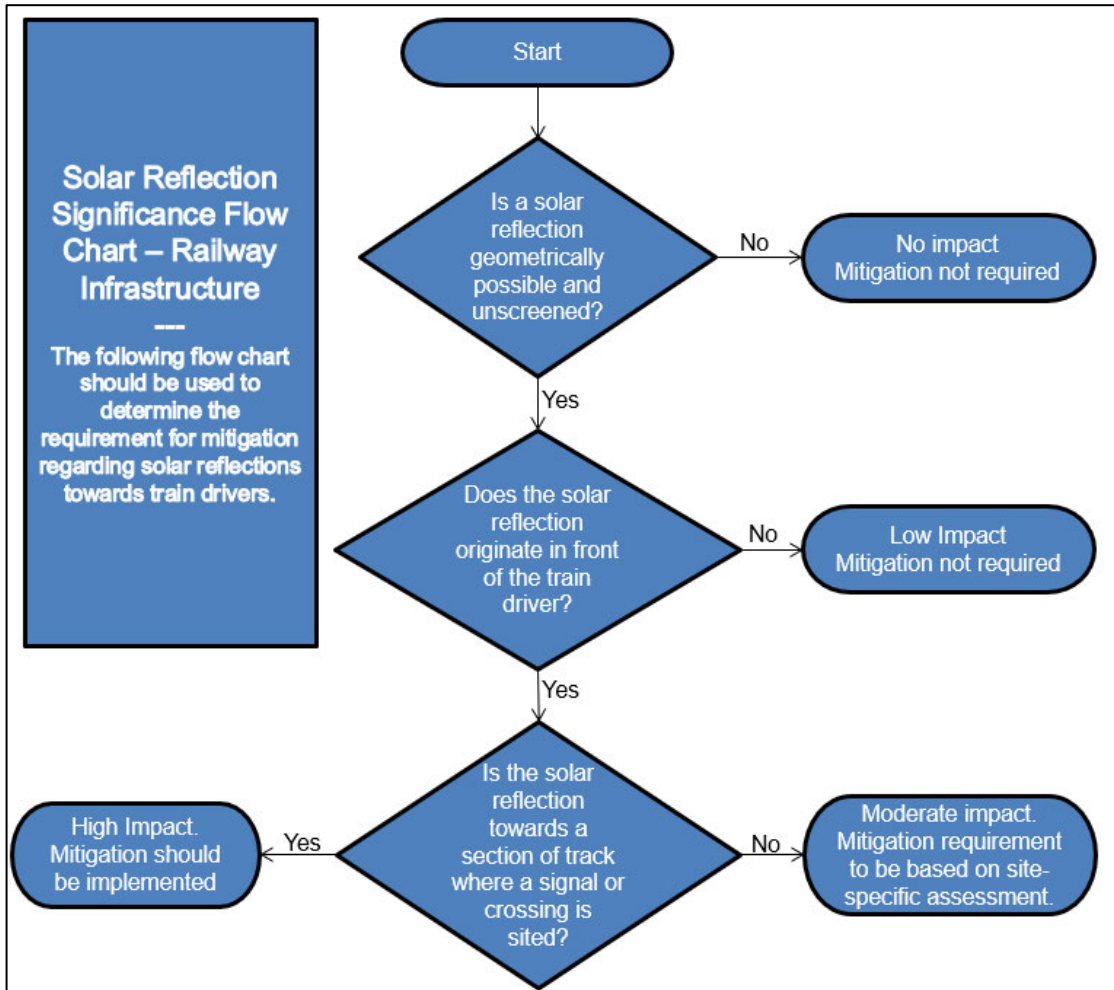 Solar Reflection
Significance Flow
Chart – Railway
Infrastructure
---
The following flow chart
should be used to
determine the
requirement for mitigation
regarding solar reflections
towards train drivers.
Start
Is a solar
reflection
geometrically
possible and
unscreened?
No
No impact
Mitigation not required
Yes
Does the solar
reflection
originate in front
of the train
driver?
No
Low Impact
Mitigation not required
Yes
Is the solar
reflection
towards a
section of track
where a signal or
crossing is
sited?
Yes
High Impact.
Mitigation should
be implemented
No
Moderate impact.
Mitigation requirement
to be based on site-
specific assessment.